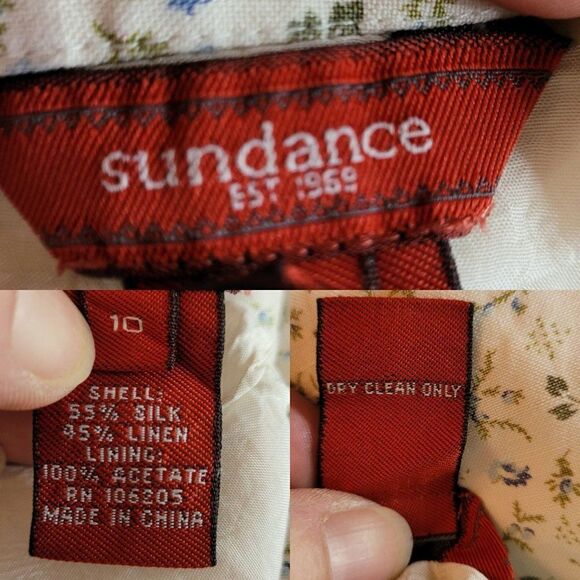 sundance
EST 1969
10
SHELL:
55% SILK
45% LINEN
LINING:
100% ACETATE
RN 106205
MADE IN CHINA
DRY CLEAN ONLY